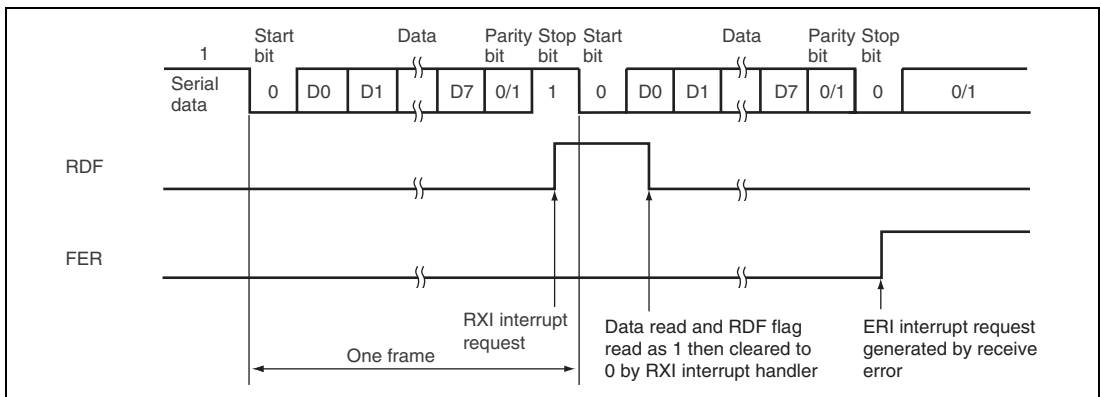 Start bit
Data
Parity bit
Stop bit
Start bit
Data
Parity bit
Stop bit
1
Serial data
0 D0 D1 D7 0/1 1 0 D0 D1 D7 0/1 0 0/1
RDF
FER
RXI interrupt
request
Data read and RDF flag
read as 1 then cleared to
0 by RXI interrupt handler
ERI interrupt request
generated by receive
error
One frame